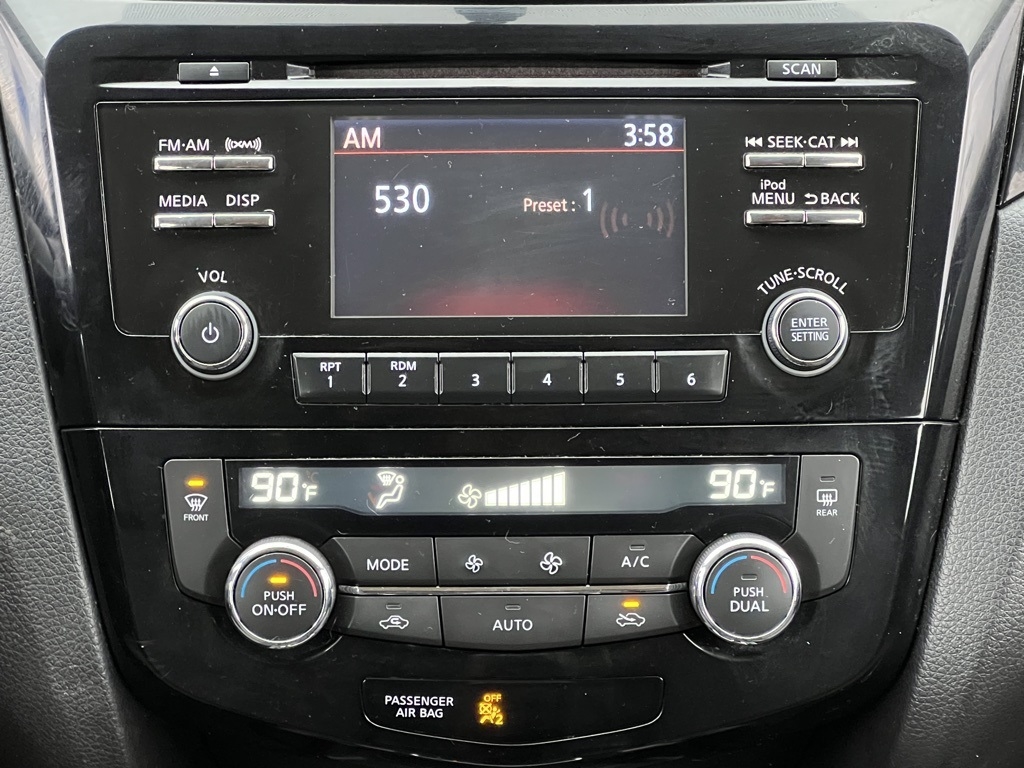 SCAN
FM·AM
((XM))
MEDIA
DISP
VOL
AM 3:58
530
Preset : 1
SEEK·CAT
iPod
MENU
BACK
TUNE·SCROLL
ENTER
SETTING
RPT
1
RDM
2
3
4
5
6
FRONT
90°F
90°F
REAR
PUSH
ON·OFF
MODE
A/C
AUTO
PUSH
DUAL
PASSENGER
AIR BAG
OFF
2